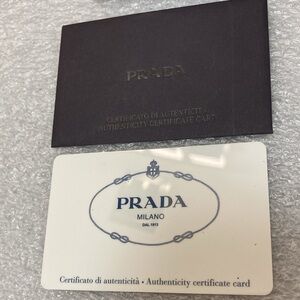 PRADA
CERTIFICATO DI AUTENTICITÀ
AUTHENTICITY CERTIFICATE CARD
PRADA
MILANO
DAL 1913
Certificato di autenticità • Authenticity certificate card